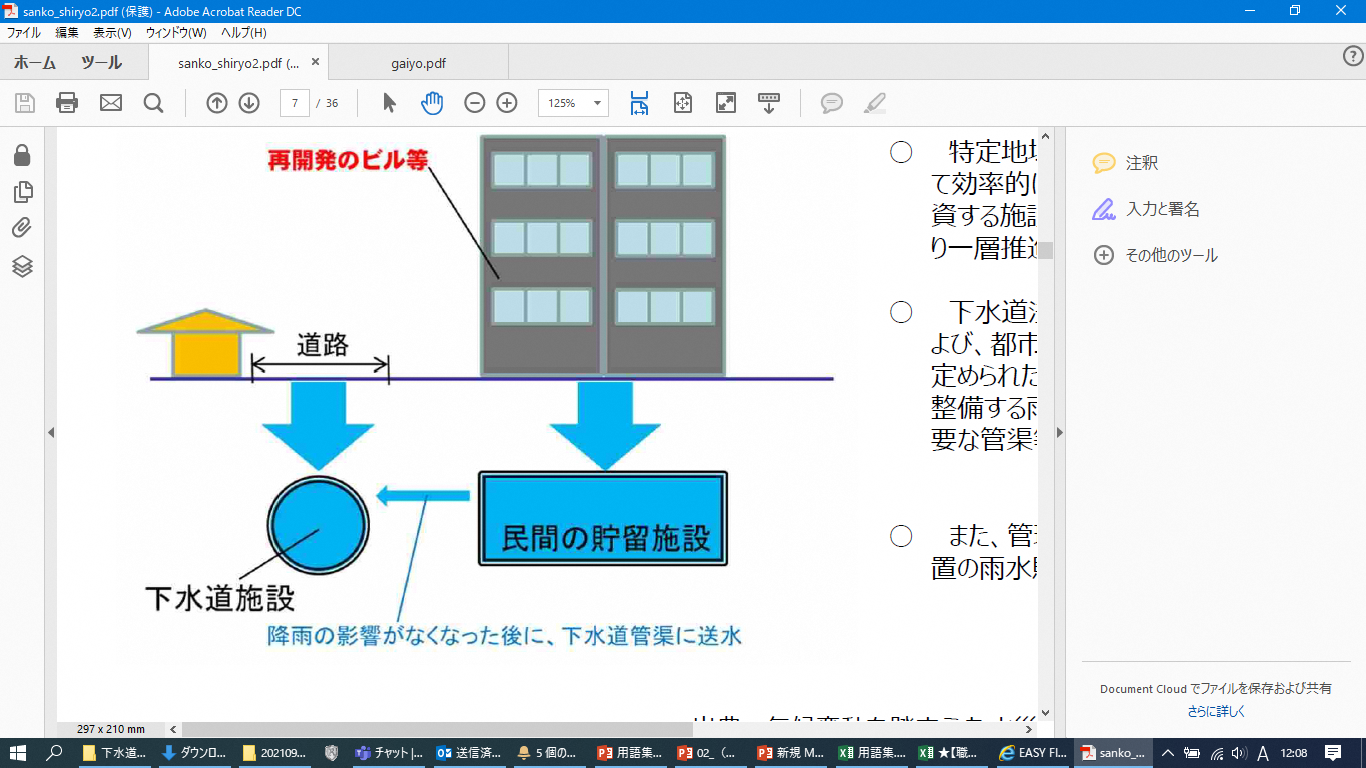 sanko_shiryo2.pdf (保護) - Adobe Acrobat Reader DC
ファイル 編集 表示(V) ウィンドウ(W) ヘルプ(H)
ホーム ツール sanko_shiryo2.pdf (... × gaiyo.pdf
7 / 36 125%
再開発のビル等
道路
民間の貯留施設
下水道施設
降雨の影響がなくなった後に、下水道管渠に送水
○ 特定地
て効率的に
資する施設
り一層推進
○ 下水道法
よび、都市
定められた
整備する雨
要な管渠等
○ また、管
置の雨水
注釈
入力と署名
その他のツール
Document Cloud でファイルを保存および共有
さらに詳しく
297 x 210 mm
下水道... ダウンロ... 202109... チャット |... 送信済... 5 個の... 用語集... 02_（... 新規 M... 用語集... ★【職... EASY Fl... sanko_... A 12:08